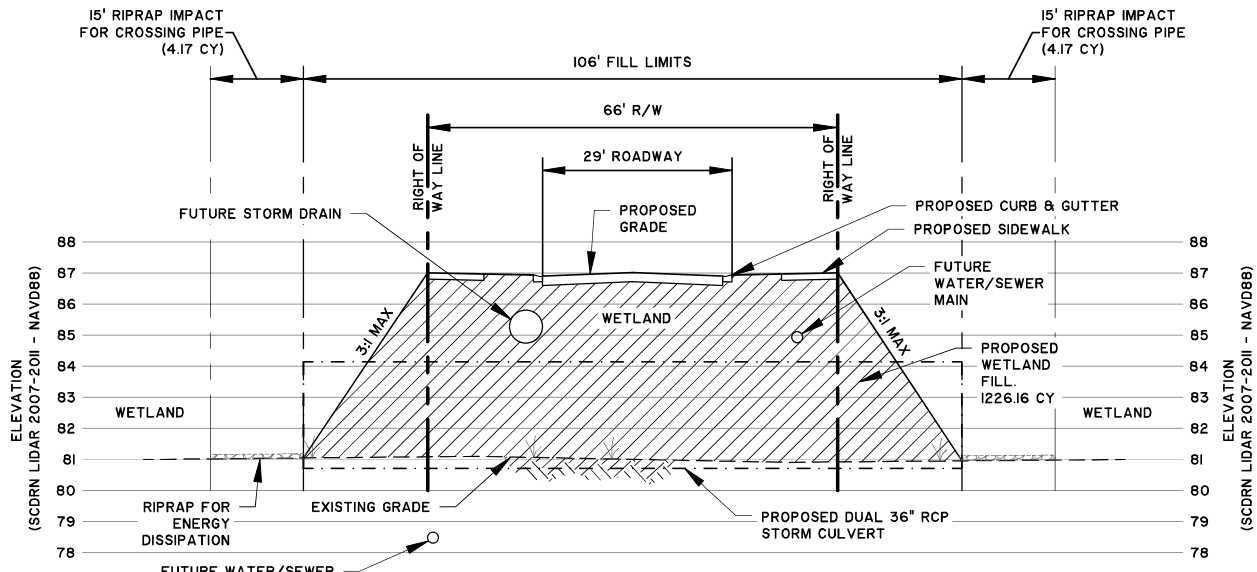 15' RIPRAP IMPACT
FOR CROSSING PIPE
(4.17 CY)
15' RIPRAP IMPACT
FOR CROSSING PIPE
(4.17 CY)
106' FILL LIMITS
66' R/W
29' ROADWAY
RIGHT OF
WAY LINE
RIGHT OF
WAY LINE
FUTURE STORM DRAIN
PROPOSED
GRADE
PROPOSED CURB & GUTTER
PROPOSED SIDEWALK
FUTURE
WATER/SEWER
MAIN
88
87
86
85
84
83
82
81
80
79
78
88
87
86
85
84
83
82
81
80
79
78
ELEVATION
(SCDRN LIDAR 2007-2011 - NAVD88)
ELEVATION
(SCDRN LIDAR 2007-2011 - NAVD88)
3:1 MAX
WETLAND
3:1 MAX
PROPOSED
WETLAND
FILL.
1226.16 CY
WETLAND
WETLAND
RIPRAP FOR
ENERGY
DISSIPATION
EXISTING GRADE
PROPOSED DUAL 36" RCP
STORM CULVERT
FUTURE WATER/SEWER